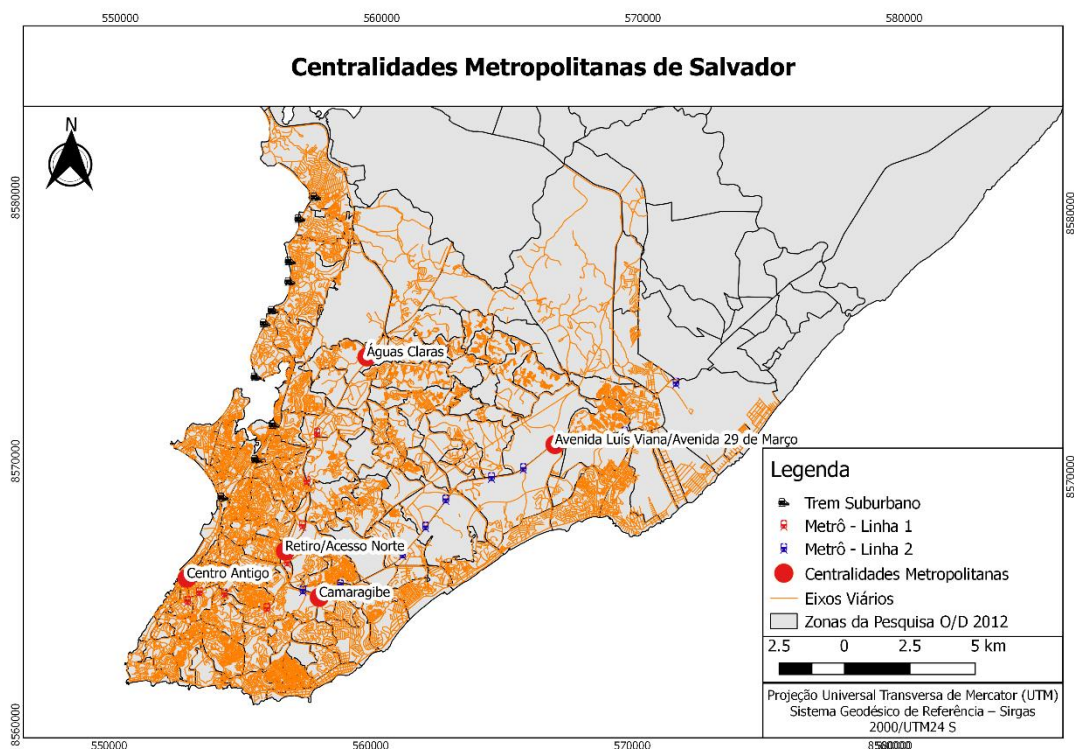 550000
560000
570000
580000
Centralidades Metropolitanas de Salvador
N
8580000
8580000
Águas Claras
Avenida Luís Viana/Avenida 29 de Março
8570000
8570000
Legenda
Trem Suburbano
Metrô - Linha 1
Metrô - Linha 2
Centralidades Metropolitanas
Eixos Viários
Zonas da Pesquisa O/D 2012
Retiro/Acesso Norte
Centro Antigo
Camaragibe
2.5 0 2.5 5 km
Projeção Universal Transversa de Mercator (UTM)
Sistema Geodésico de Referência – Sirgas
2000/UTM24 S
8560000
550000
560000
570000